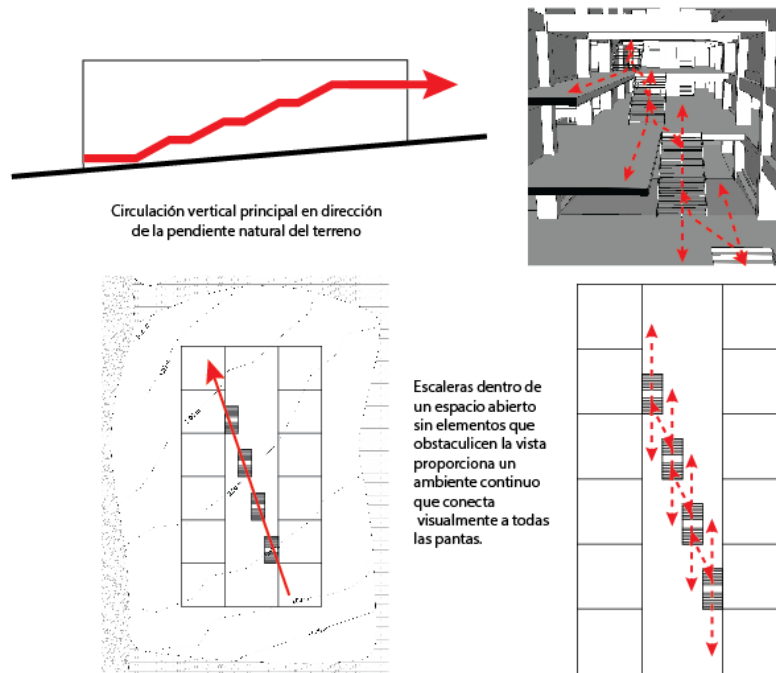 Circulación vertical principal en dirección
de la pendiente natural del terreno
Escaleras dentro de
un espacio abierto
sin elementos que
obstaculicen la vista
proporciona un
ambiente continuo
que conecta
visualmente a todas
las pantas.